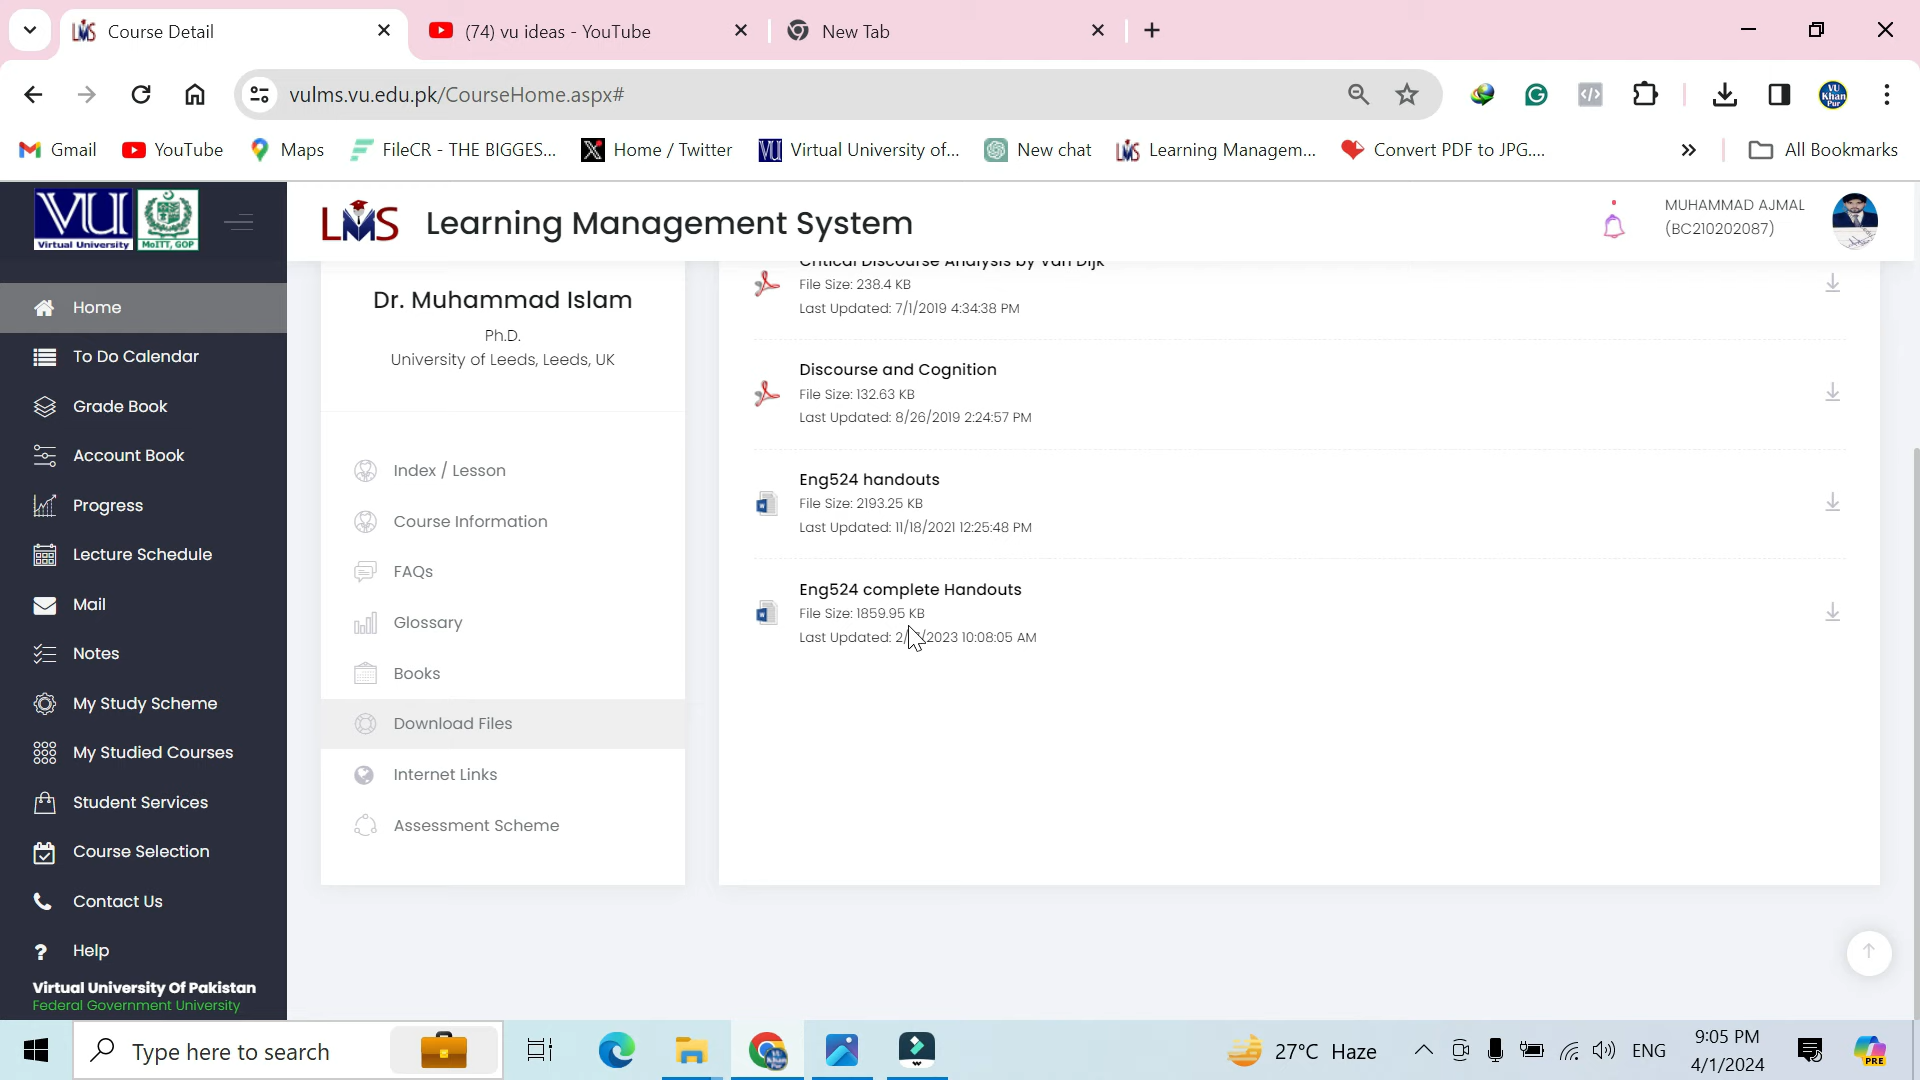 Course Detail
(74) vu ideas - YouTube
New Tab
vulms.vu.edu.pk/CourseHome.aspx#
VU Khan Pur
Gmail
YouTube
Maps
FileCR - THE BIGGES...
Home / Twitter
Virtual University of...
New chat
Learning Managem...
Convert PDF to JPG....
All Bookmarks
VU
Virtual University
MoITT, GOP
LMS
Learning Management System
MUHAMMAD AJMAL
(BC210202087)
Home
To Do Calendar
Grade Book
Account Book
Progress
Lecture Schedule
Mail
Notes
My Study Scheme
My Studied Courses
Student Services
Course Selection
Contact Us
Help
Virtual University Of Pakistan
Federal Government University
Dr. Muhammad Islam
Ph.D.
University of Leeds, Leeds, UK
Index / Lesson
Course Information
FAQs
Glossary
Books
Download Files
Internet Links
Assessment Scheme
Critical Discourse Analysis by Van Dijk
File Size: 238.4 KB
Last Updated: 7/1/2019 4:34:38 PM
Discourse and Cognition
File Size: 132.63 KB
Last Updated: 8/26/2019 2:24:57 PM
Eng524 handouts
File Size: 2193.25 KB
Last Updated: 11/18/2021 12:25:48 PM
Eng524 complete Handouts
File Size: 1859.95 KB
Last Updated: 10:08:05 AM
Type here to search
27°C Haze
ENG
9:05 PM
4/1/2024
PRE